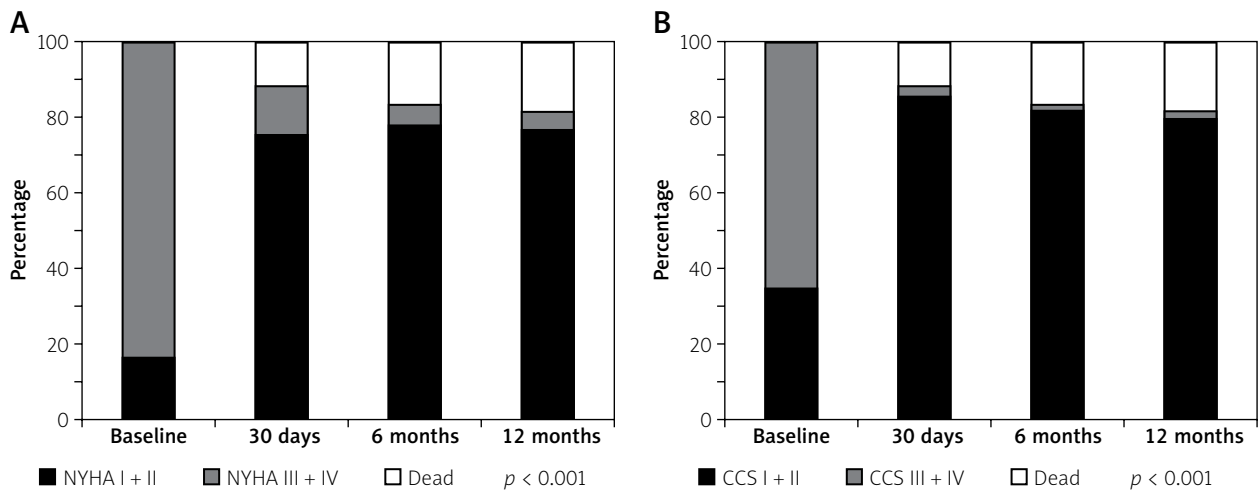 A
Percentage
100
80
60
40
20
0
Baseline 30 days 6 months 12 months
NYHA I + II NYHA III + IV Dead p < 0.001
B
Percentage
100
80
60
40
20
0
Baseline 30 days 6 months 12 months
CCS I + II CCS III + IV Dead p < 0.001